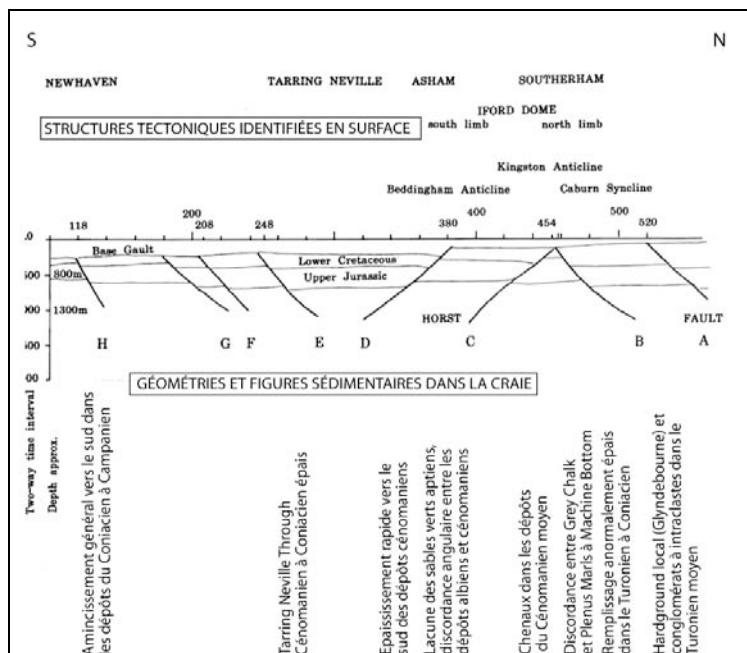 S N
NEWHAVEN TARRING NEVILLE ASHAM SOUTHERHAM
IFORD DOME
STRUCTURES TECTONIQUES IDENTIFIÉES EN SURFACE south limb north limb
Kingston Anticline
Beddingham Anticline Caburn Syncline
118 200 208 248 380 400 454 500 520
.0
Base Gault
Lower Cretaceous
500 800m
Upper Jurassic
000 1300m
HORST FAULT
500 H G F E D C B A
00
GÉOMÉTRIES ET FIGURES SÉDIMENTAIRES DANS LA CRAIE
Two-way time interval
Depth approx.
Amincissement général vers le sud dans
les dépôts du Coniacien à Campanien
Tarring Neville Through
Cénomanien à Coniacien épais
Epaississement rapide vers le
sud des dépôts cénomaniens
Lacune des sables verts aptiens,
discordance angulaire entre les
dépôts albiens et cénomaniens
Chenaux dans les dépôts
du Cénomanien moyen
Discordance entre Grey Chalk
et Plenus Marls à Machine Bottom
Remplissage anormalement épais
dans le Turonien à Coniacien
Hardground local (Glyndebourne) et
conglomérats à intraclastes dans le
Turonien moyen